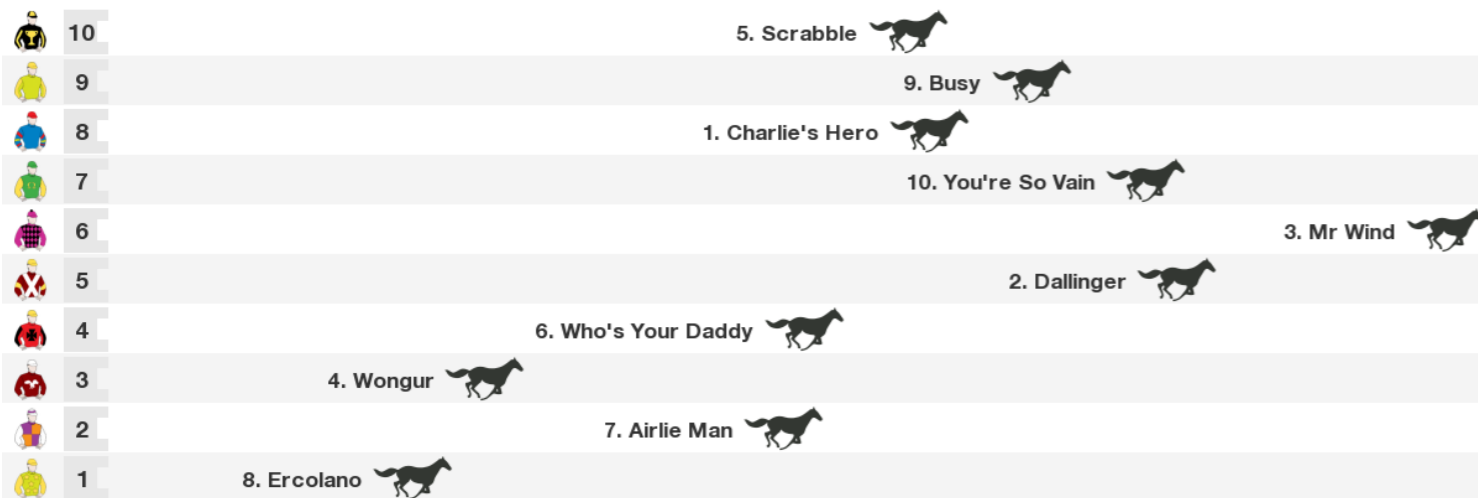 10 5. Scrabble
9 9. Busy
8 1. Charlie's Hero
7 10. You're So Vain
6 3. Mr Wind
5 2. Dallinger
4 6. Who's Your Daddy
3 4. Wongur
2 7. Airlie Man
1 8. Ercolano